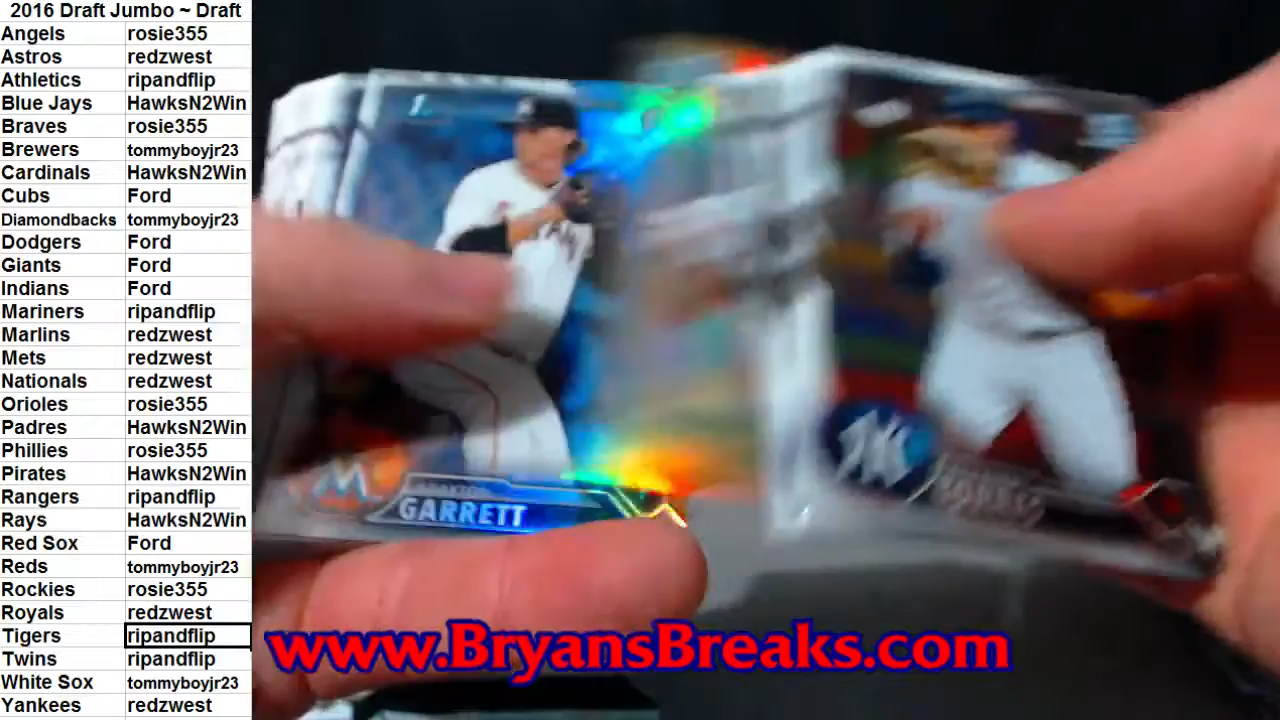 2016 Draft Jumbo ~ Draft
Angels rosie355
Astros redzwest
Athletics ripandflip
Blue Jays HawksN2Win
Braves rosie355
Brewers tommyboyjr23
Cardinals HawksN2Win
Cubs Ford
Diamondbacks tommyboyjr23
Dodgers Ford
Giants Ford
Indians Ford
Mariners ripandflip
Marlins redzwest
Mets redzwest
Nationals redzwest
Orioles rosie355
Padres HawksN2Win
Phillies rosie355
Pirates HawksN2Win
Rangers ripandflip
Rays HawksN2Win
Red Sox Ford
Reds tommyboyjr23
Rockies rosie355
Royals redzwest
Tigers ripandflip
Twins ripandflip
White Sox tommyboyjr23
Yankees redzwest
GARRETT
www.BryansBreaks.com